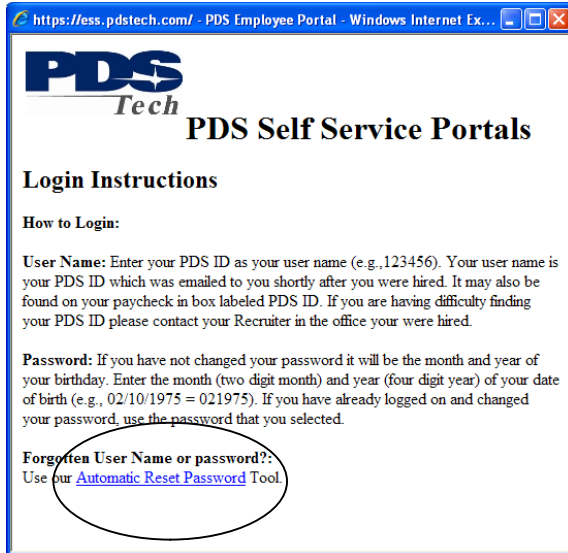 https://ess.pdstech.com/ - PDS Employee Portal - Windows Internet Ex...
PDS
Tech
PDS Self Service Portals
Login Instructions
How to Login:
User Name: Enter your PDS ID as your user name (e.g.,123456). Your user name is
your PDS ID which was emailed to you shortly after you were hired. It may also be
found on your paycheck in box labeled PDS ID. If you are having difficulty finding
your PDS ID please contact your Recruiter in the office your were hired.
Password: If you have not changed your password it will be the month and year of
your birthday. Enter the month (two digit month) and year (four digit year) of your date
of birth (e.g., 02/10/1975 = 021975). If you have already logged on and changed
your password, use the password that you selected.
Forgotten User Name or password?:
Use our Automatic Reset Password Tool.